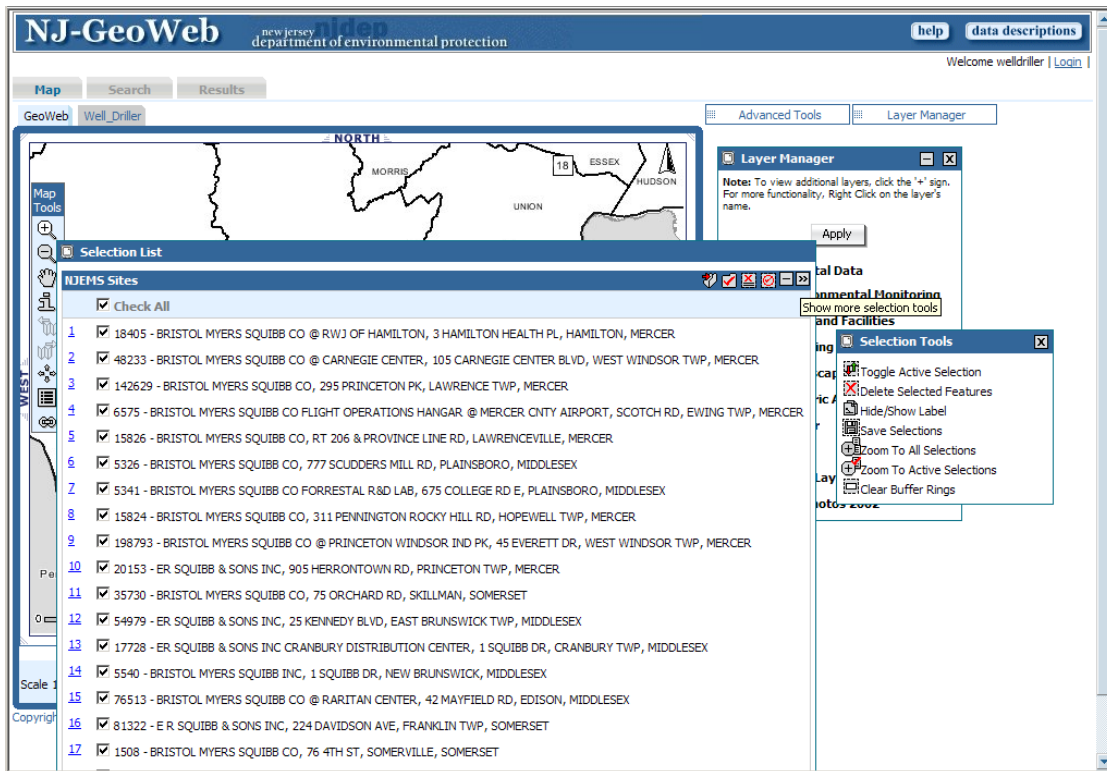 NJ-GeoWeb
njdep
new jersey
department of environmental protection
help
data descriptions
Welcome welldriller | Login |
Map
Search
Results
GeoWeb
Well_Driller
Advanced Tools
Layer Manager
NORTH
MORRIS
18
ESSEX
HUDSON
UNION
WEST
Map
Tools
Layer Manager
Note: To view additional layers, click the '+' sign.
For more functionality, Right Click on the layer's
name.
Apply
Selection List
NJEMS Sites
Check All
Show more selection tools
1 18405 - BRISTOL MYERS SQUIBB CO @ RWJ OF HAMILTON, 3 HAMILTON HEALTH PL, HAMILTON, MERCER
2 48233 - BRISTOL MYERS SQUIBB CO @ CARNEGIE CENTER, 105 CARNEGIE CENTER BLVD, WEST WINDSOR TWP, MERCER
3 142629 - BRISTOL MYERS SQUIBB CO, 295 PRINCETON PK, LAWRENCE TWP, MERCER
4 6575 - BRISTOL MYERS SQUIBB CO FLIGHT OPERATIONS HANGAR @ MERCER CNTY AIRPORT, SCOTCH RD, EWING TWP, MERCER
5 15826 - BRISTOL MYERS SQUIBB CO, RT 206 & PROVINCE LINE RD, LAWRENCEVILLE, MERCER
6 5326 - BRISTOL MYERS SQUIBB CO, 777 SCUDDERS MILL RD, PLAINSBORO, MIDDLESEX
7 5341 - BRISTOL MYERS SQUIBB CO FORRESTAL R&D LAB, 675 COLLEGE RD E, PLAINSBORO, MIDDLESEX
8 15824 - BRISTOL MYERS SQUIBB CO, 311 PENNINGTON ROCKY HILL RD, HOPEWELL TWP, MERCER
9 198793 - BRISTOL MYERS SQUIBB CO @ PRINCETON WINDSOR IND PK, 45 EVERETT DR, WEST WINDSOR TWP, MERCER
10 20153 - ER SQUIBB & SONS INC, 905 HERRONTOWN RD, PRINCETON TWP, MERCER
11 35730 - BRISTOL MYERS SQUIBB CO, 75 ORCHARD RD, SKILLMAN, SOMERSET
12 54979 - ER SQUIBB & SONS INC, 25 KENNEDY BLVD, EAST BRUNSWICK TWP, MIDDLESEX
13 17728 - ER SQUIBB & SONS INC CRANBURY DISTRIBUTION CENTER, 1 SQUIBB DR, CRANBURY TWP, MIDDLESEX
14 5540 - BRISTOL MYERS SQUIBB INC, 1 SQUIBB DR, NEW BRUNSWICK, MIDDLESEX
15 76513 - BRISTOL MYERS SQUIBB CO @ RARITAN CENTER, 42 MAYFIELD RD, EDISON, MIDDLESEX
16 81322 - E R SQUIBB & SONS INC, 224 DAVIDSON AVE, FRANKLIN TWP, SOMERSET
17 1508 - BRISTOL MYERS SQUIBB CO, 76 4TH ST, SOMERVILLE, SOMERSET
tal Data
onmental Monitoring
and Facilities
Selection Tools
Toggle Active Selection
Delete Selected Features
Hide/Show Label
Save Selections
Zoom To All Selections
Zoom To Active Selections
Clear Buffer Rings
hotos 2002
0
Scale 1
Copyrigh